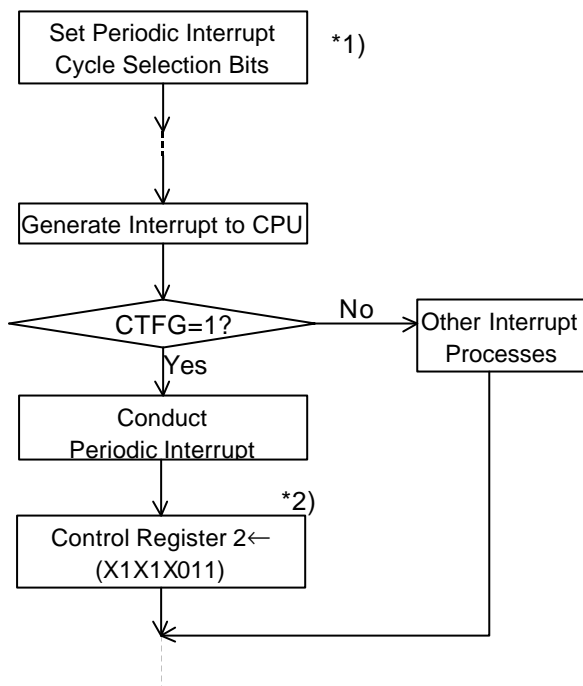 Set Periodic Interrupt
Cycle Selection Bits
*1)
Generate Interrupt to CPU
CTFG=1?
No
Other Interrupt
Processes
Yes
Conduct
Periodic Interrupt
*2)
Control Register 2←
(X1X1X011)